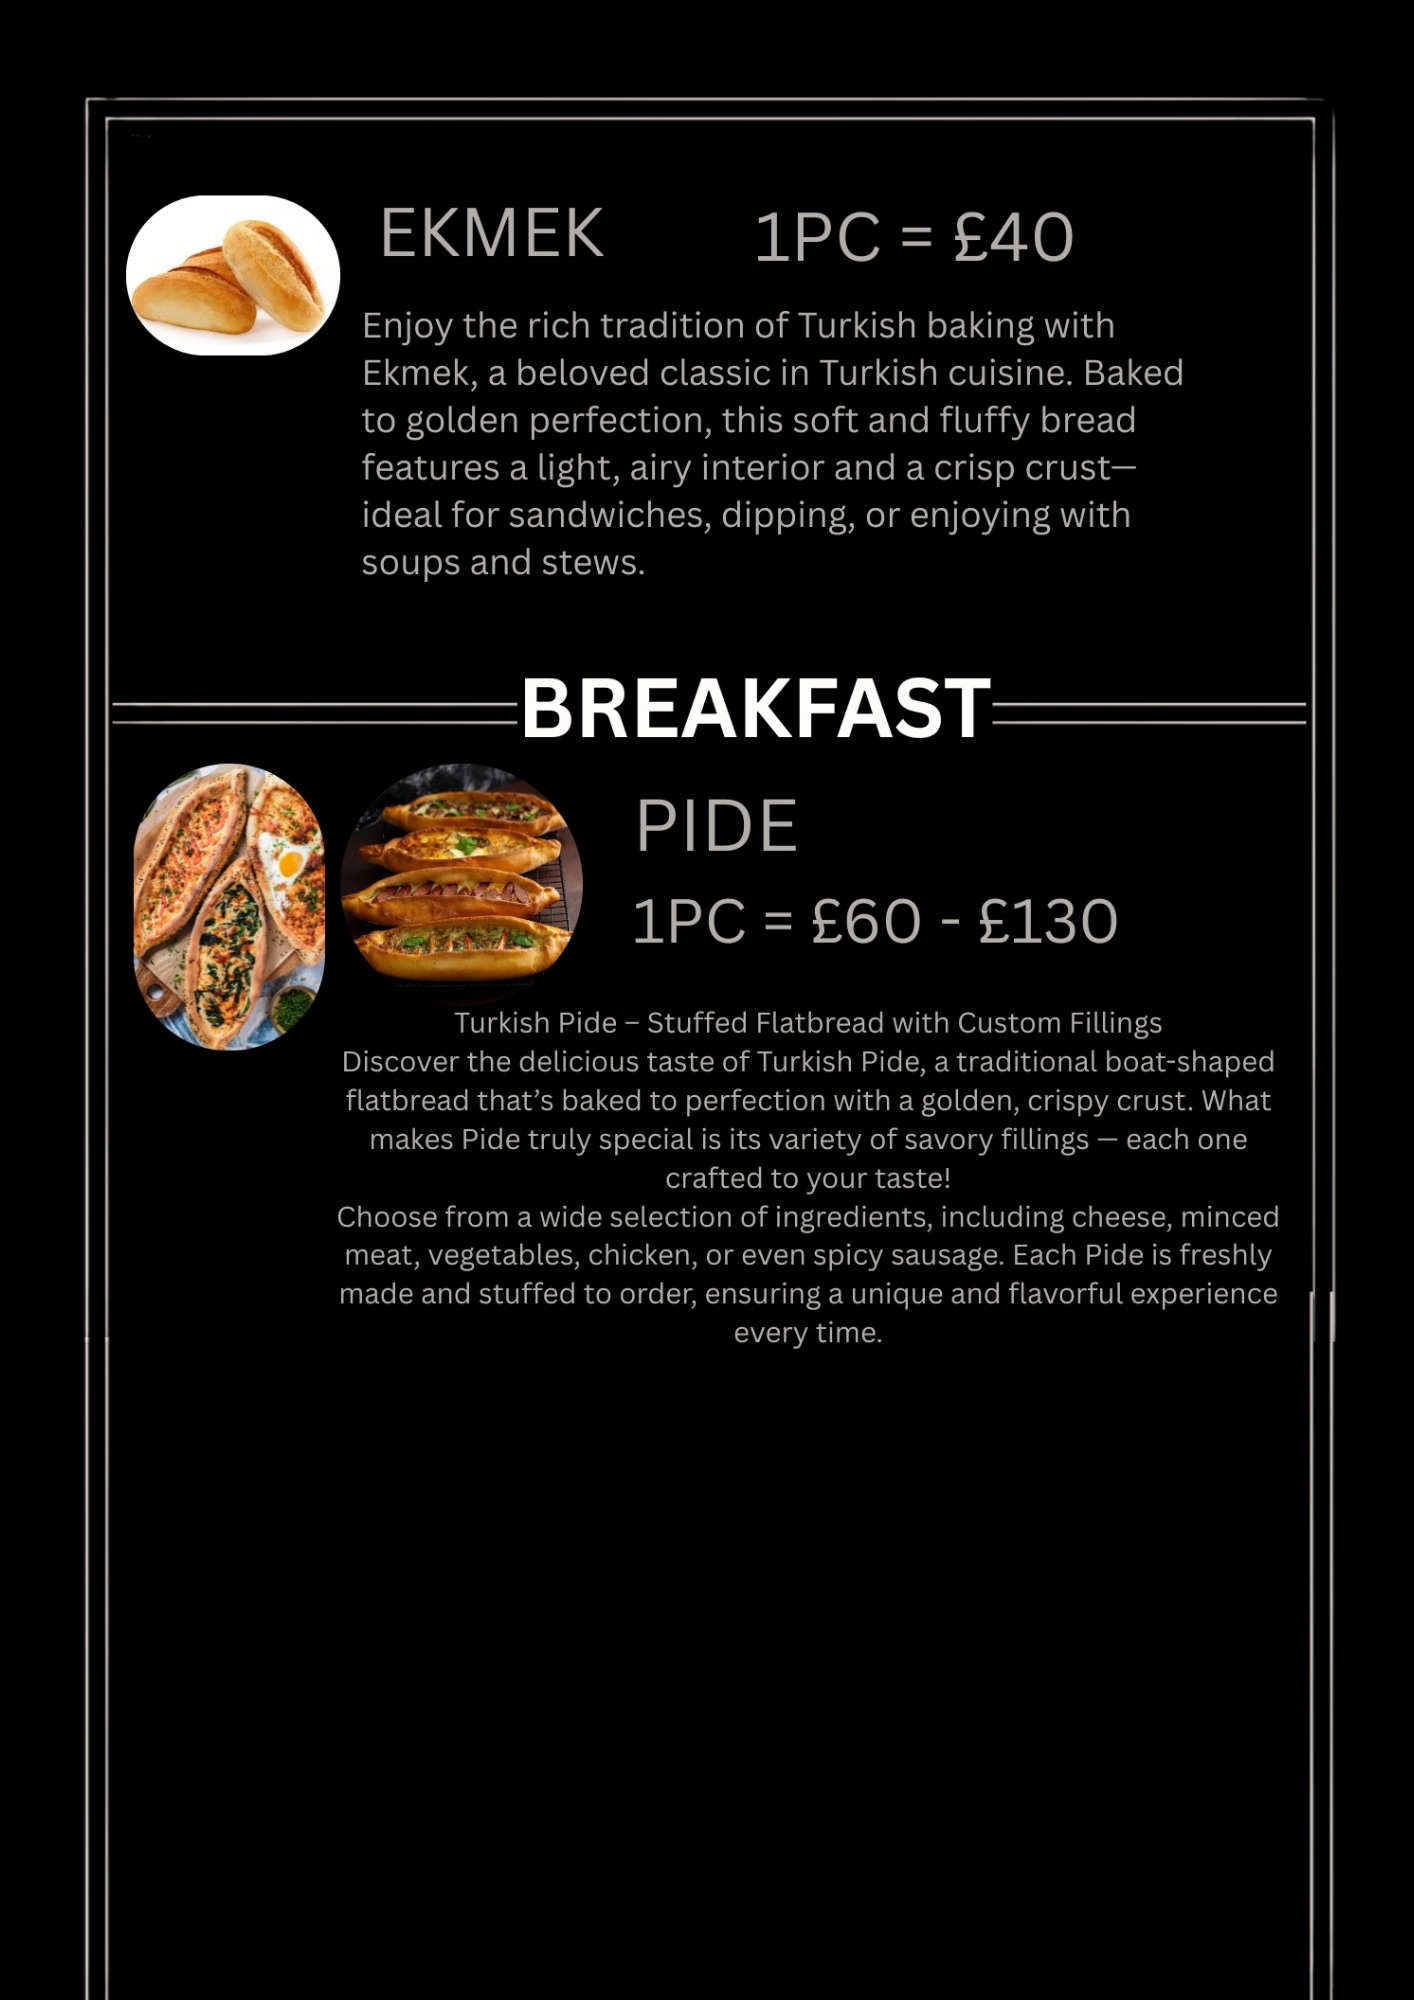 EKMEK 1PC = £40
Enjoy the rich tradition of Turkish baking with
Ekmek, a beloved classic in Turkish cuisine. Baked
to golden perfection, this soft and fluffy bread
features a light, airy interior and a crisp crust—
ideal for sandwiches, dipping, or enjoying with
soups and stews.
BREAKFAST
PIDE
1PC = £60 - £130
Turkish Pide – Stuffed Flatbread with Custom Fillings
Discover the delicious taste of Turkish Pide, a traditional boat-shaped
flatbread that’s baked to perfection with a golden, crispy crust. What
makes Pide truly special is its variety of savory fillings — each one
crafted to your taste!
Choose from a wide selection of ingredients, including cheese, minced
meat, vegetables, chicken, or even spicy sausage. Each Pide is freshly
made and stuffed to order, ensuring a unique and flavorful experience
every time.